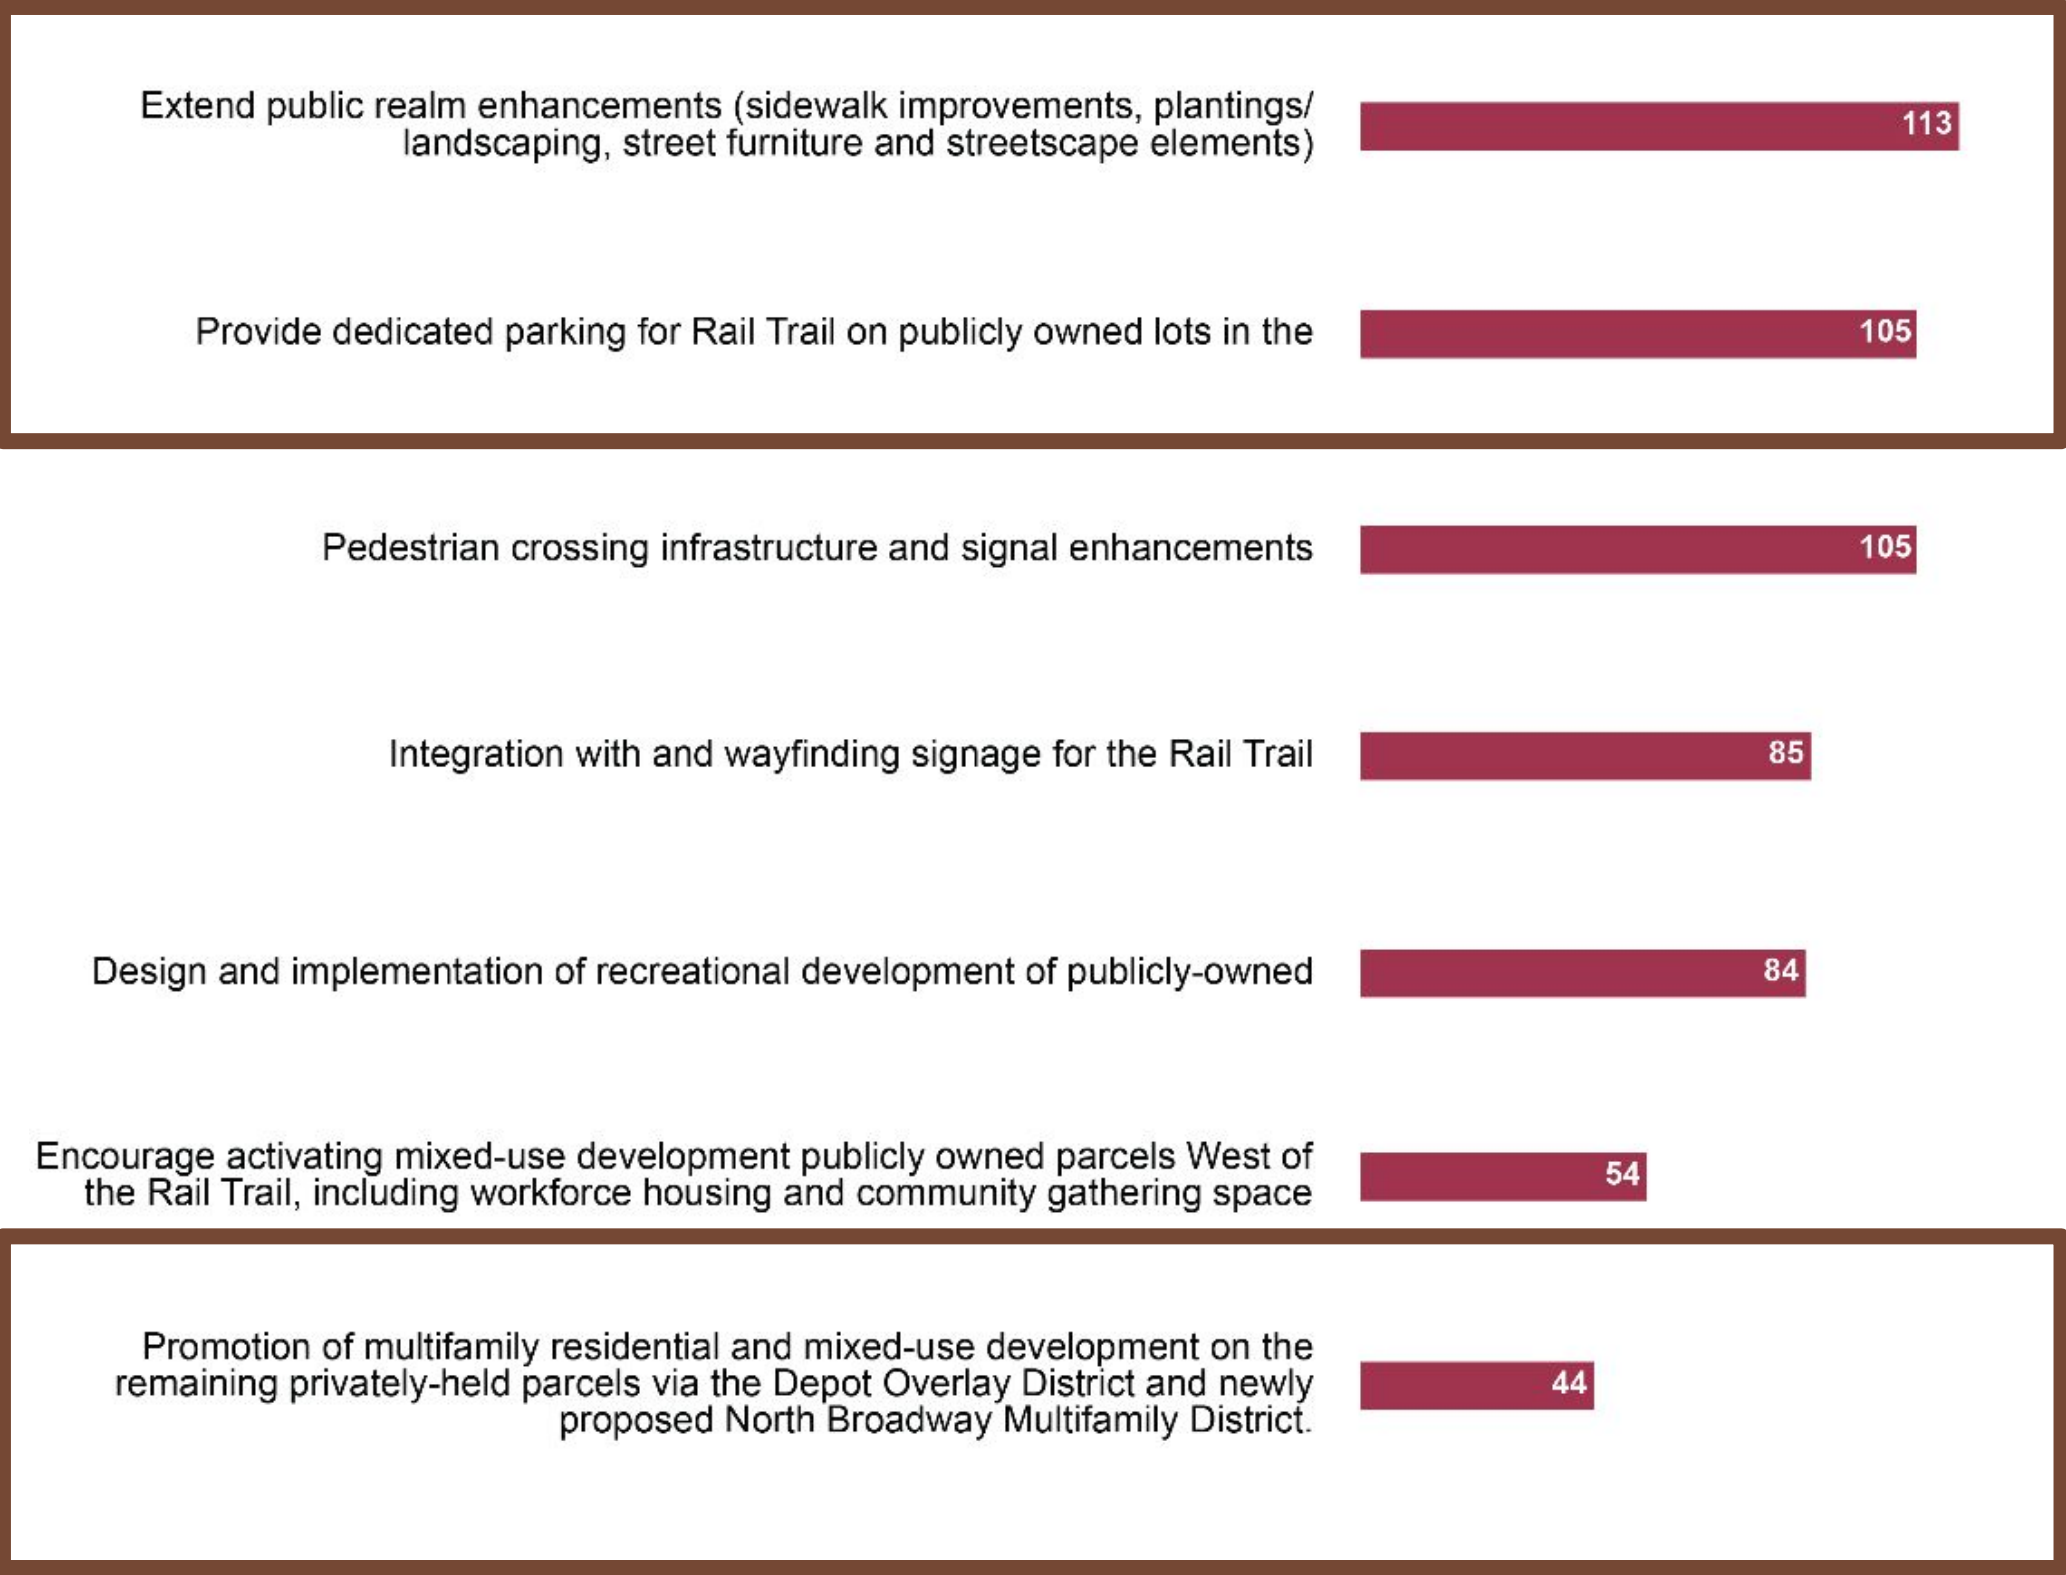 Extend public realm enhancements (sidewalk improvements, plantings/
landscaping, street furniture and streetscape elements)
113
Provide dedicated parking for Rail Trail on publicly owned lots in the
105
Pedestrian crossing infrastructure and signal enhancements
105
Integration with and wayfinding signage for the Rail Trail
85
Design and implementation of recreational development of publicly-owned
84
Encourage activating mixed-use development publicly owned parcels West of
the Rail Trail, including workforce housing and community gathering space
54
Promotion of multifamily residential and mixed-use development on the
remaining privately-held parcels via the Depot Overlay District and newly
proposed North Broadway Multifamily District.
44